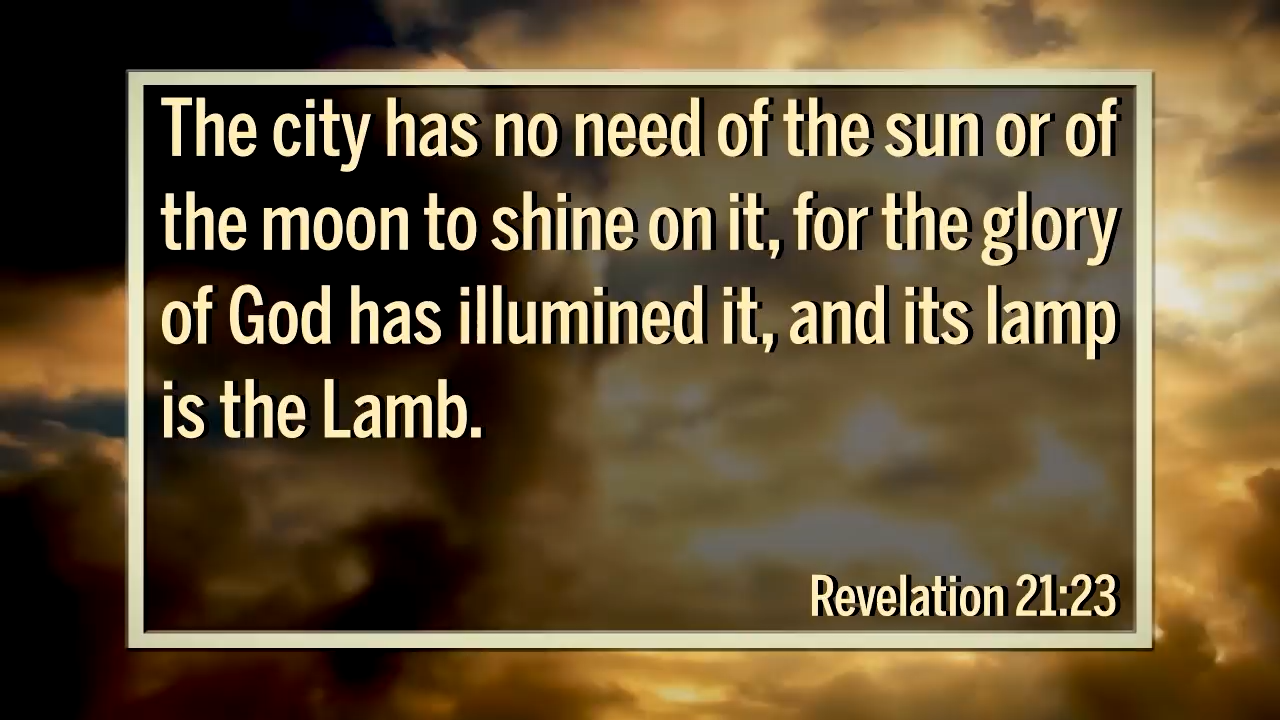 The city has no need of the sun or of
the moon to shine on it, for the glory
of God has illumined it, and its lamp
is the Lamb.
Revelation 21:23